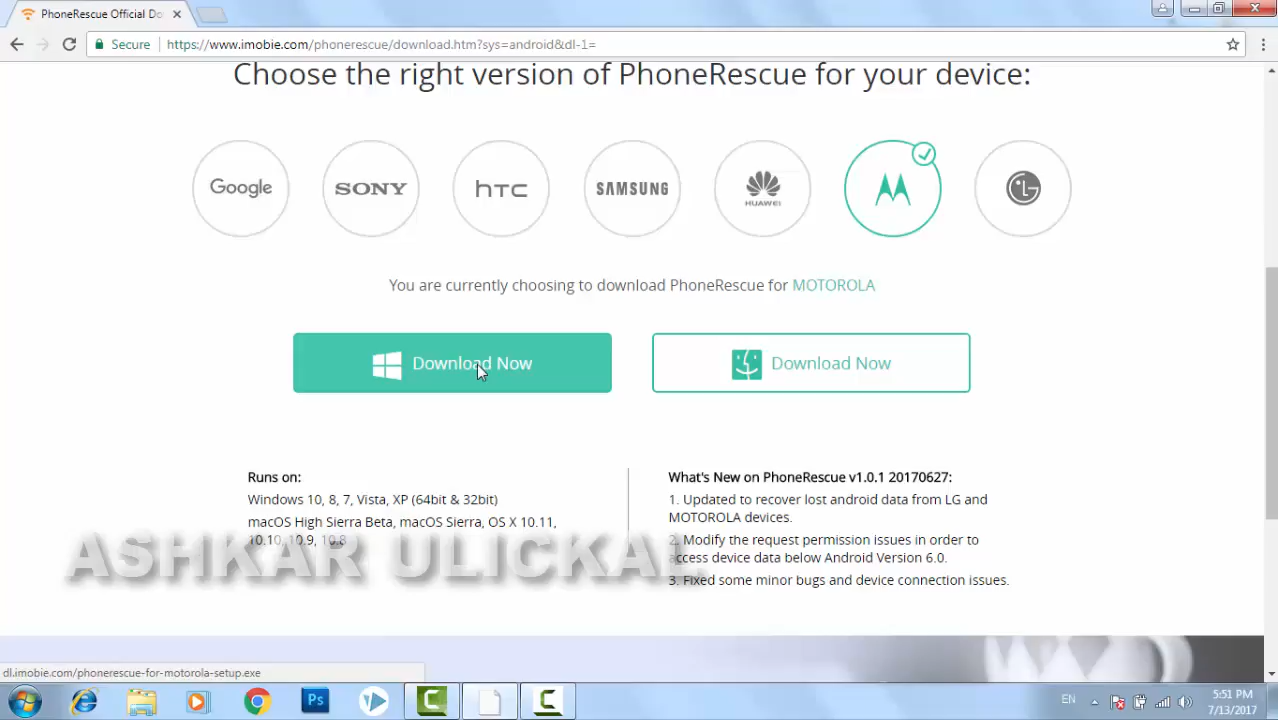 PhoneRescue Official Do
Secure
https://www.imobie.com/phonerescue/download.htm?sys=android&dl-1=
Choose the right version of PhoneRescue for your device:
Google
SONY
hTC
SAMSUNG
HUAWEI
LG
You are currently choosing to download PhoneRescue for MOTOROLA
Download Now
Download Now
Runs on:
Windows 10, 8, 7, Vista, XP (64bit & 32bit)
macOS High Sierra Beta, macOS Sierra, OS X 10.11,
10.10, 10.9, 10.8
What's New on PhoneRescue v1.0.1 20170627:
1. Updated to recover lost android data from LG and
MOTOROLA devices.
2. Modify the request permission issues in order to
access device data below Android Version 6.0.
3. Fixed some minor bugs and device connection issues.
ASHKAR ULICKAL
dl.imobie.com/phonerescue-for-motorola-setup.exe
Ps
EN
5:51 PM
7/13/2017